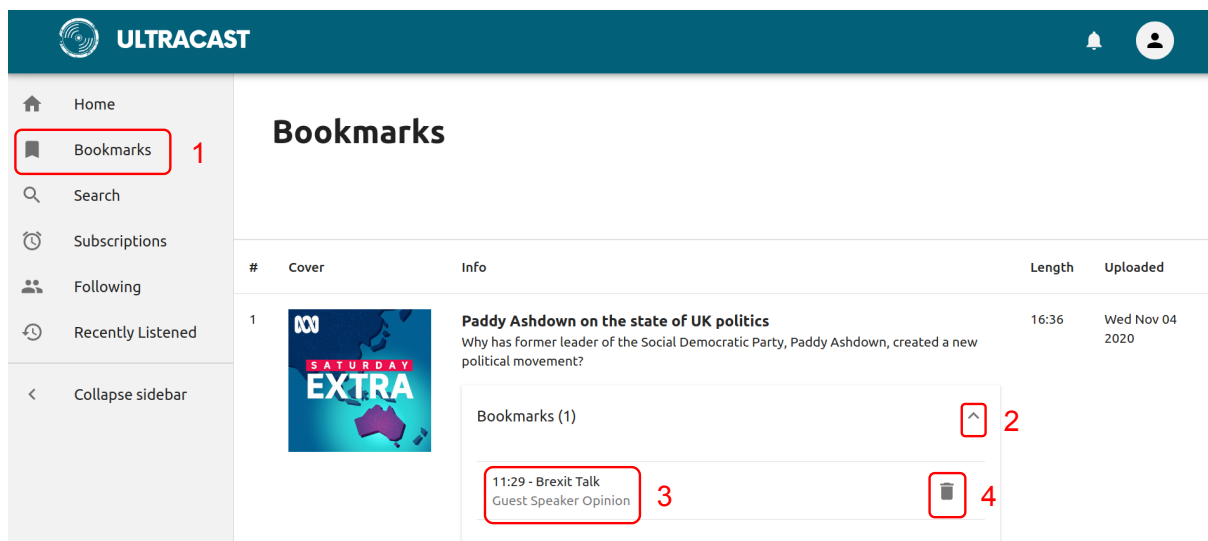 ULTRACAST
Home
Bookmarks
1
Search
Subscriptions
Following
Recently Listened
Collapse sidebar
Bookmarks
# Cover Info Length Uploaded
1
ABC
SATURDAY
EXTRA
Paddy Ashdown on the state of UK politics
Why has former leader of the Social Democratic Party, Paddy Ashdown, created a new
political movement?
16:36
Wed Nov 04
2020
Bookmarks (1)
2
11:29 - Brexit Talk
Guest Speaker Opinion
3
4